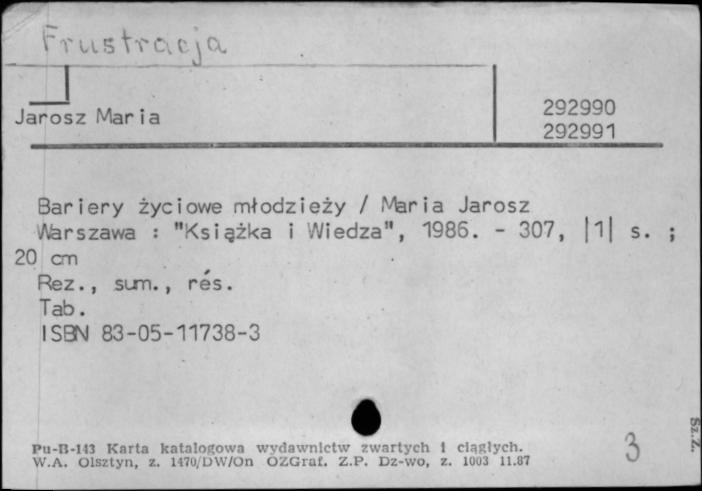 Frustracja
Jarosz Maria
292990
292991
Bariery życiowe młodzieży / Maria Jarosz
Warszawa : "Książka i Wiedza", 1986. - 307, |1| s. ;
20 cm
Rez., sum., rés.
Tab.
ISBN 83-05-11738-3
Pu-B-143 Karta katalogowa wydawnictw zwartych i ciągłych.
W.A. Olsztyn, z. 1470/DW/On OZGraf. Z.P. Dz-wo, z. 1003 11.87
3
Sz.Z.